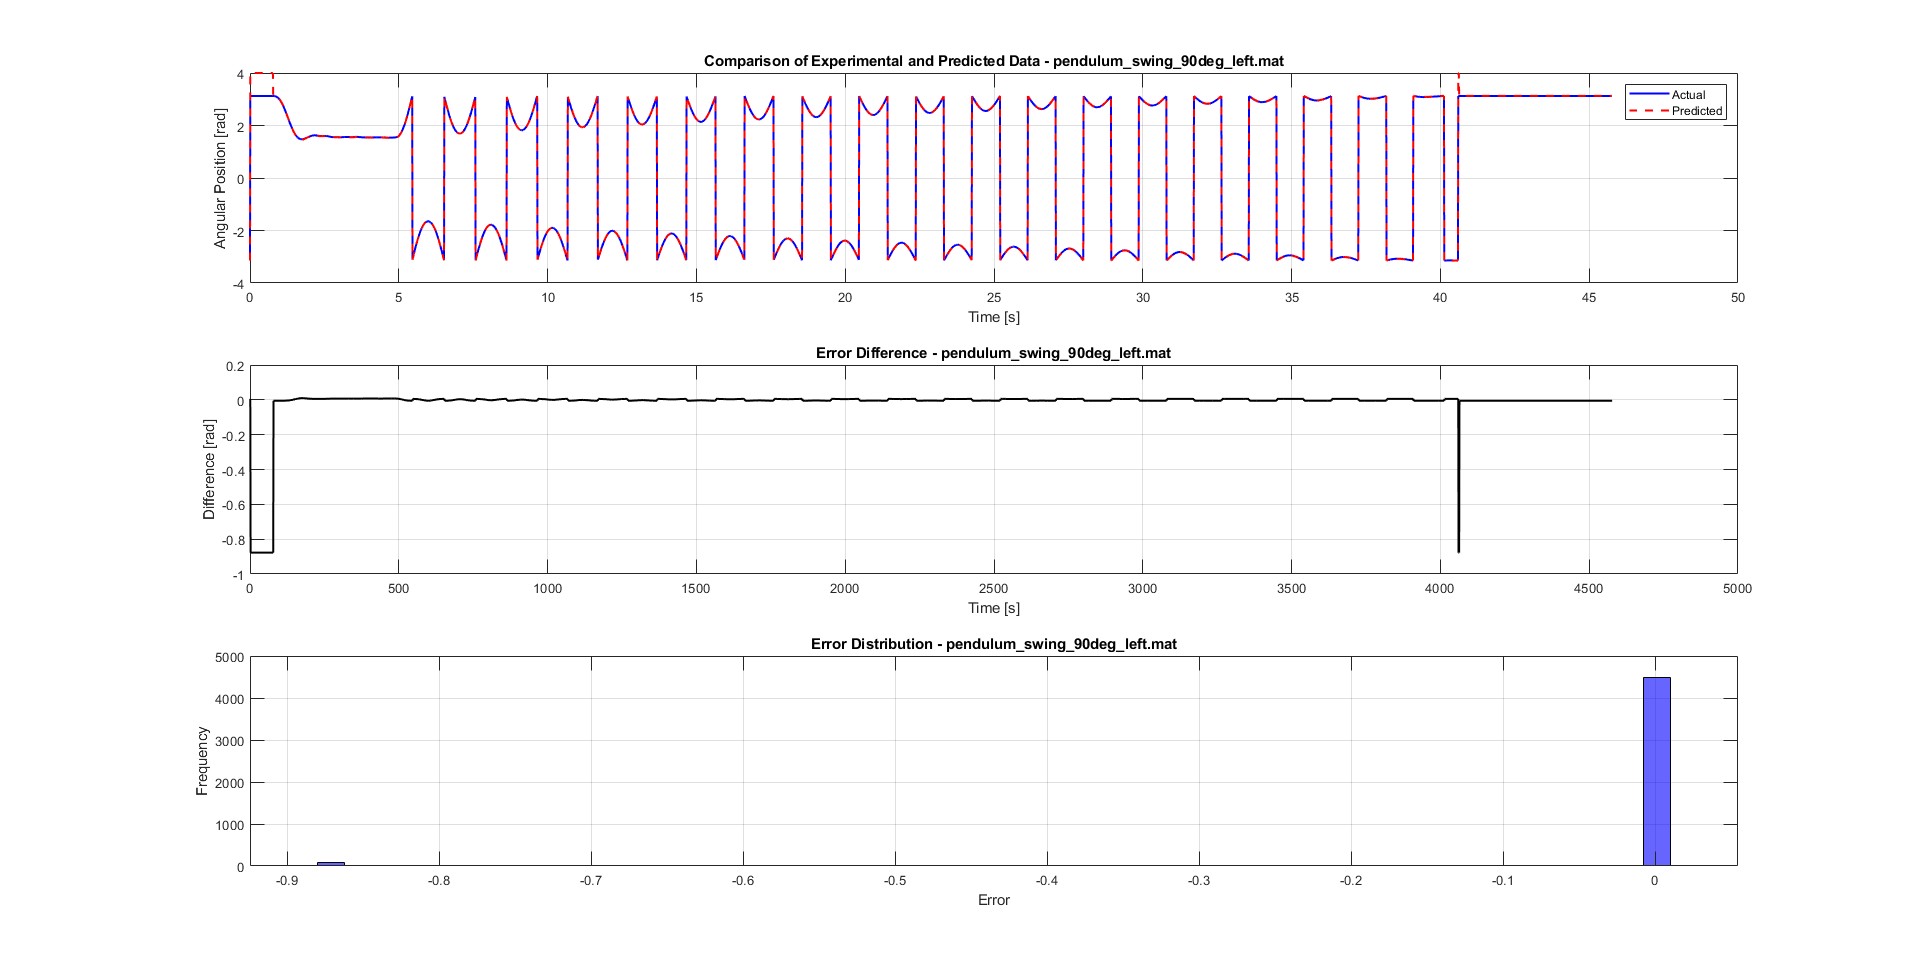 Comparison of Experimental and Predicted Data - pendulum_swing_90deg_left.mat
Angular Position [rad]
4
2
0
-2
-4
Actual
Predicted
0 5 10 15 20 25 30 35 40 45 50
Time [s]
Error Difference - pendulum_swing_90deg_left.mat
Difference [rad]
0.2
0
-0.2
-0.4
-0.6
-0.8
-1
0 500 1000 1500 2000 2500 3000 3500 4000 4500 5000
Time [s]
Error Distribution - pendulum_swing_90deg_left.mat
Frequency
5000
4000
3000
2000
1000
0
-0.9 -0.8 -0.7 -0.6 -0.5 -0.4 -0.3 -0.2 -0.1 0
Error